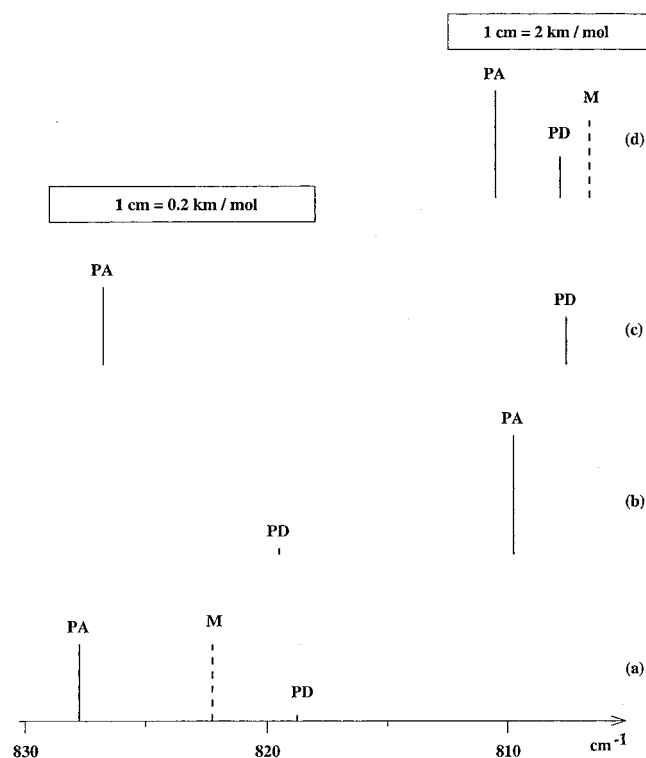 1 cm = 2 km / mol
PA
M
PD
(d)
1 cm = 0.2 km / mol
PA
PD
(c)
PA
PD
(b)
PA
M
PD
(a)
830
820
810
cm-1